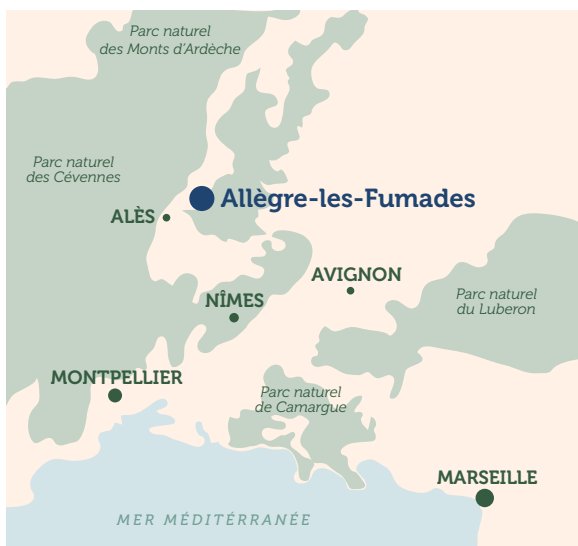 Parc naturel
des Monts d'Ardèche
Parc naturel
des Cévennes
Allègre-les-Fumades
ALÈS
AVIGNON
NÎMES
Parc naturel
du Luberon
MONTPELLIER
Parc naturel
de Camargue
MARSEILLE
MER MÉDITÉRRANÉE